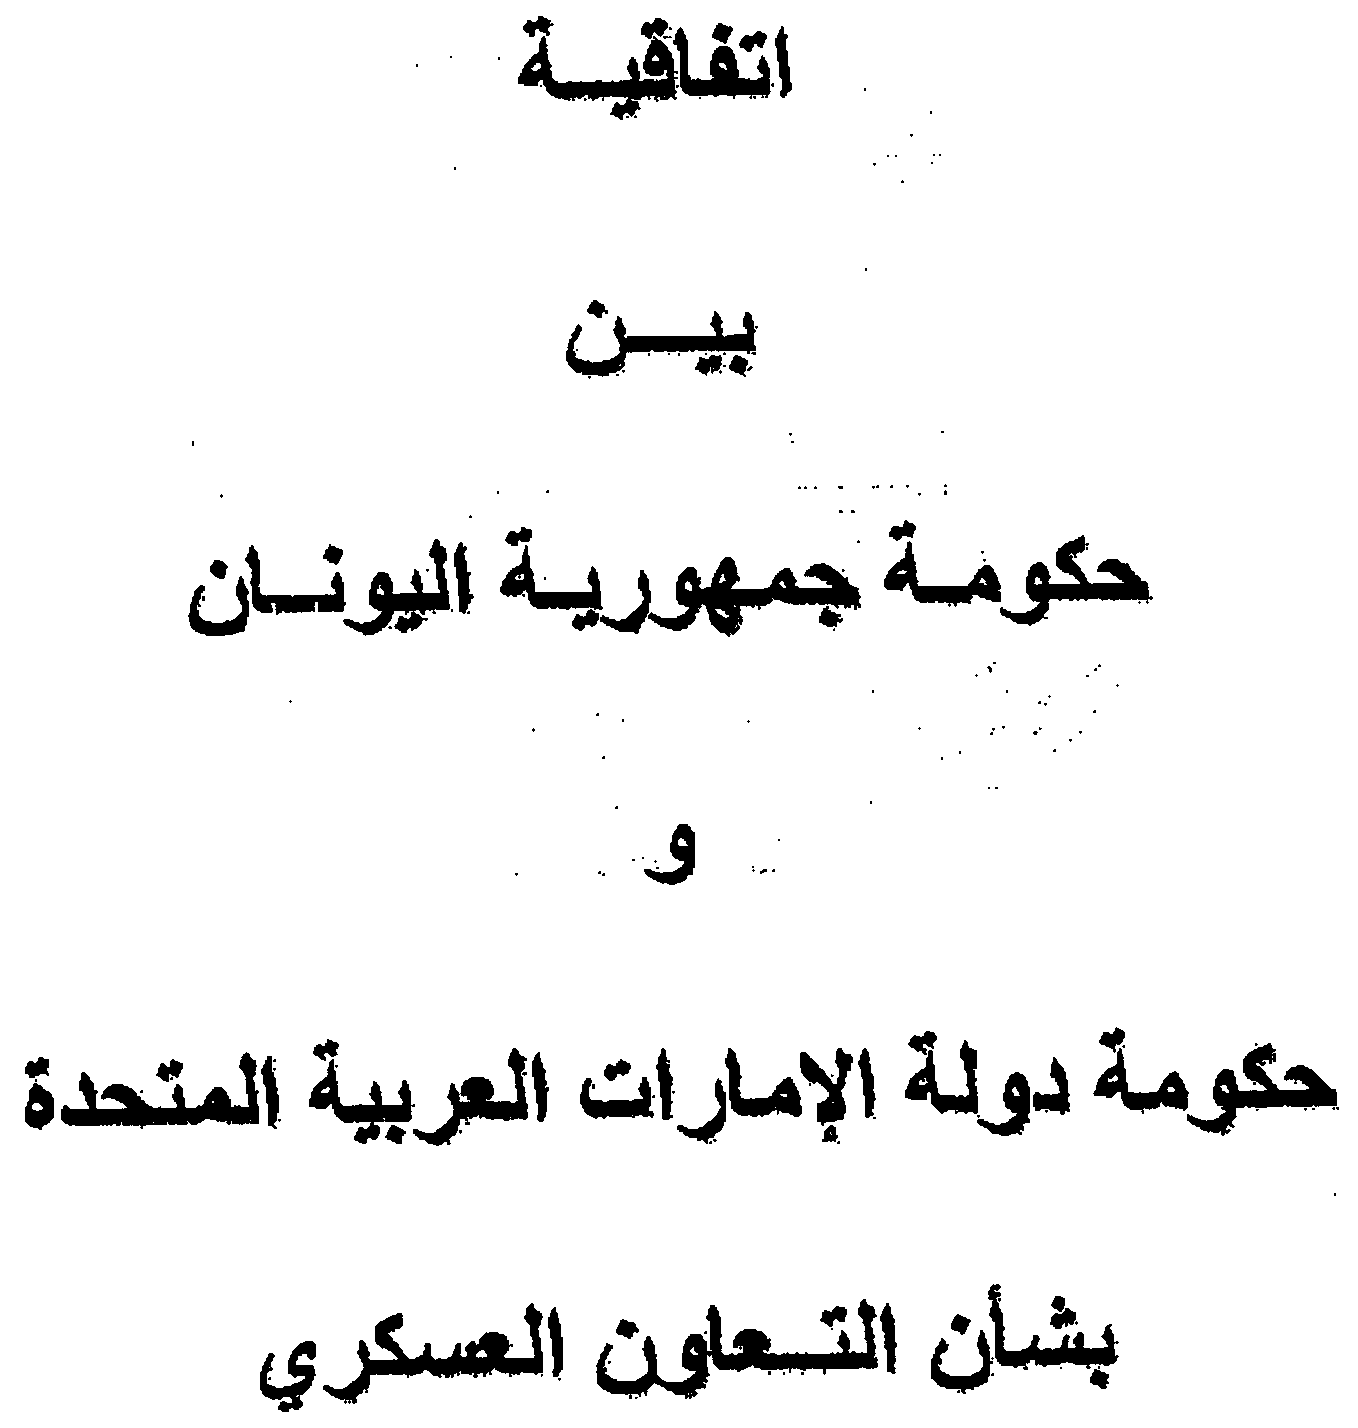 اتفاقية
بين
حكومة جمهورية اليونان
و
حكومة دولة الإمارات العربية المتحدة
بشأن التعاون العسكري